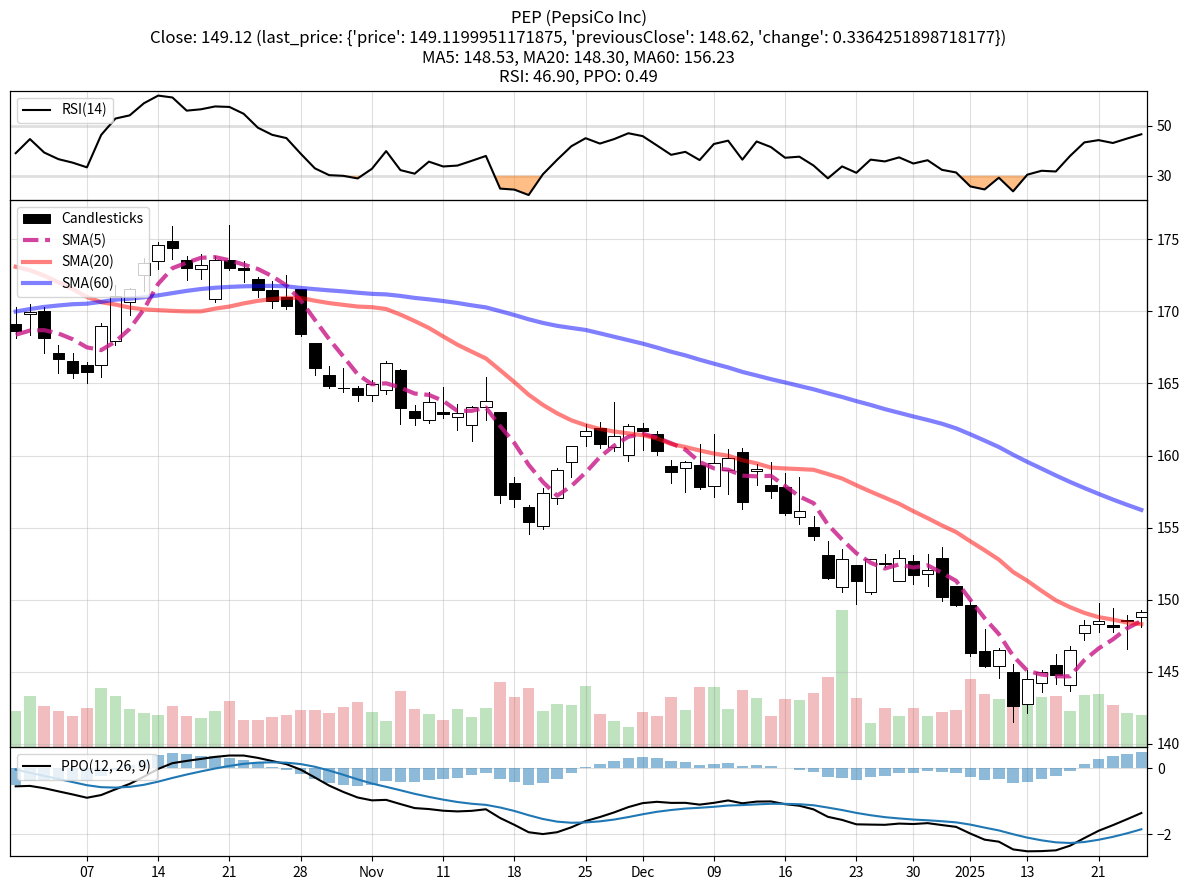 PEP (PepsiCo Inc)
Close: 149.12 (last_price: {'price': 149.1199951171875, 'previousClose': 148.62, 'change': 0.3364251898718177})
MA5: 148.53, MA20: 148.30, MA60: 156.23
RSI: 46.90, PPO: 0.49
RSI(14)
50
30
Candlesticks
SMA(5)
SMA(20)
SMA(60)
175
170
165
160
155
150
145
140
PPO(12, 26, 9)
0
−2
07 14 21 28 Nov 11 18 25 Dec 09 16 23 30 2025 13 21